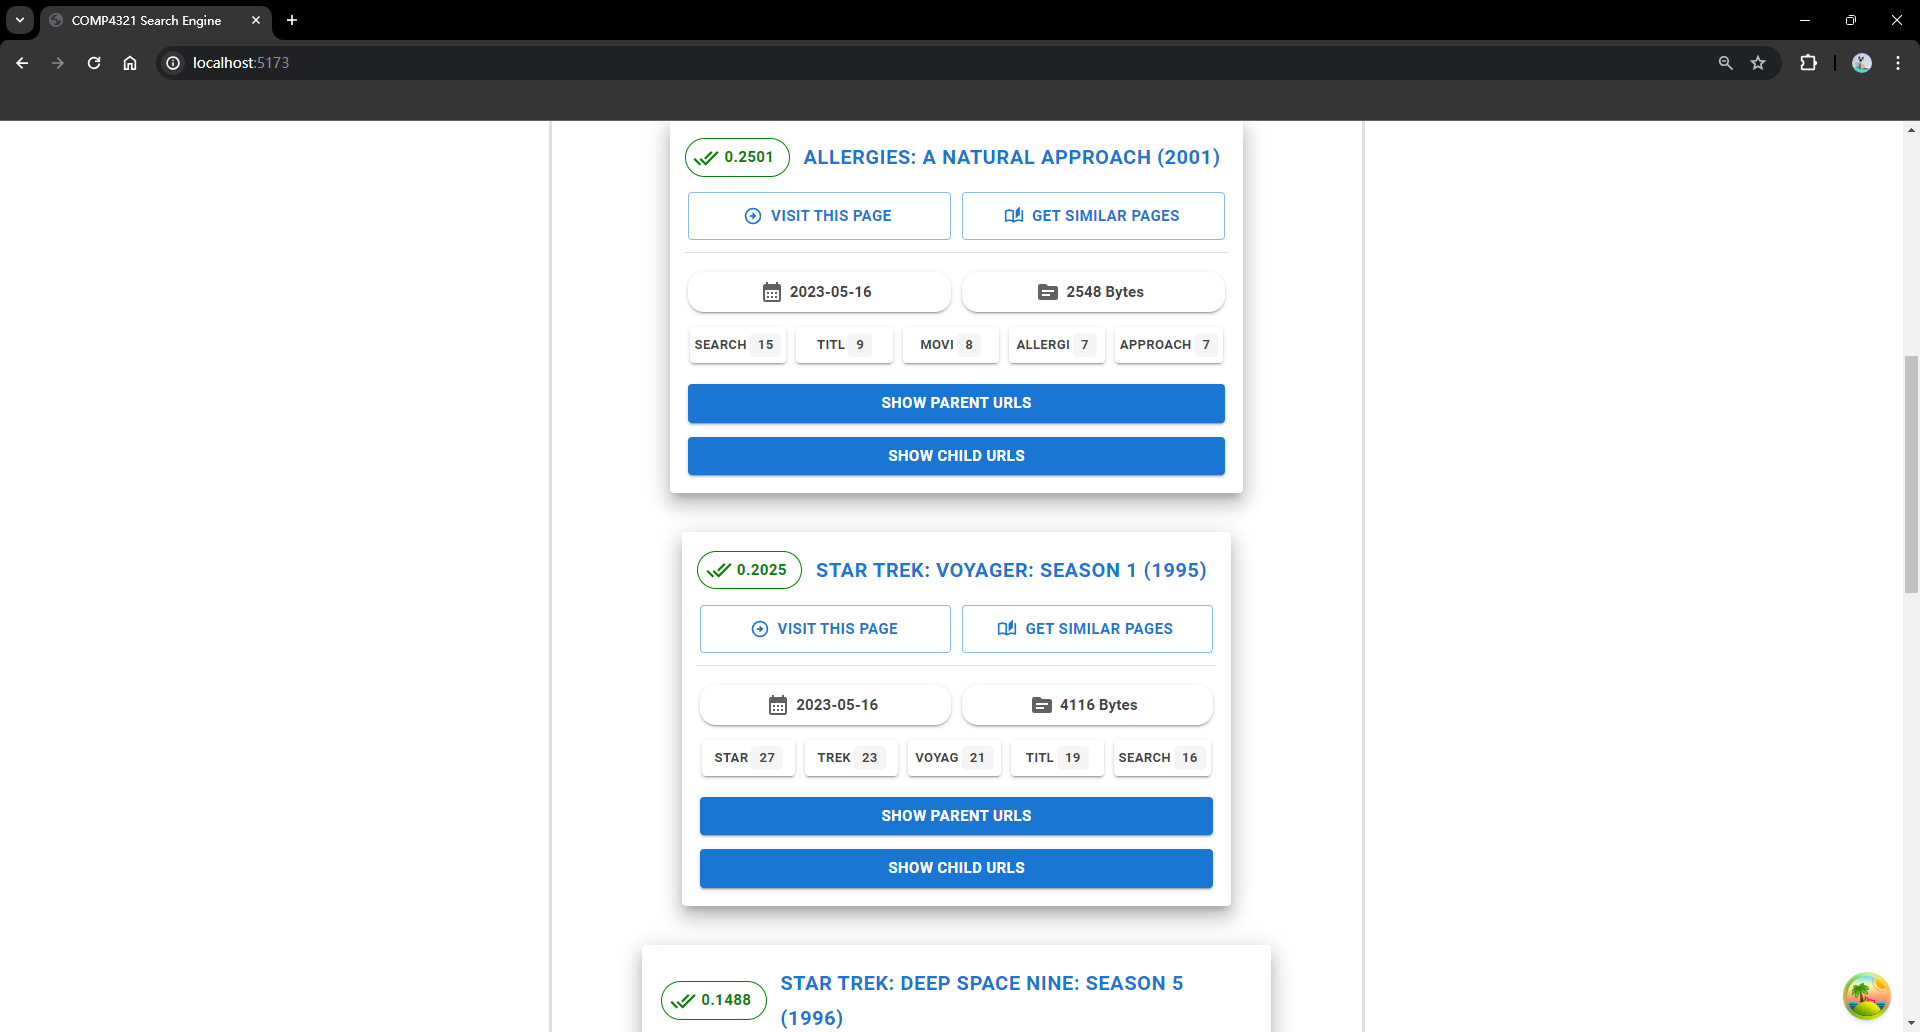 COMP4321 Search Engine
localhost:5173
0.2501 ALLERGIES: A NATURAL APPROACH (2001)
VISIT THIS PAGE GET SIMILAR PAGES
2023-05-16 2548 Bytes
SEARCH 15 TITL 9 MOVI 8 ALLERGI 7 APPROACH 7
SHOW PARENT URLS
SHOW CHILD URLS
0.2025 STAR TREK: VOYAGER: SEASON 1 (1995)
VISIT THIS PAGE GET SIMILAR PAGES
2023-05-16 4116 Bytes
STAR 27 TREK 23 VOYAG 21 TITL 19 SEARCH 16
SHOW PARENT URLS
SHOW CHILD URLS
0.1488 STAR TREK: DEEP SPACE NINE: SEASON 5
(1996)